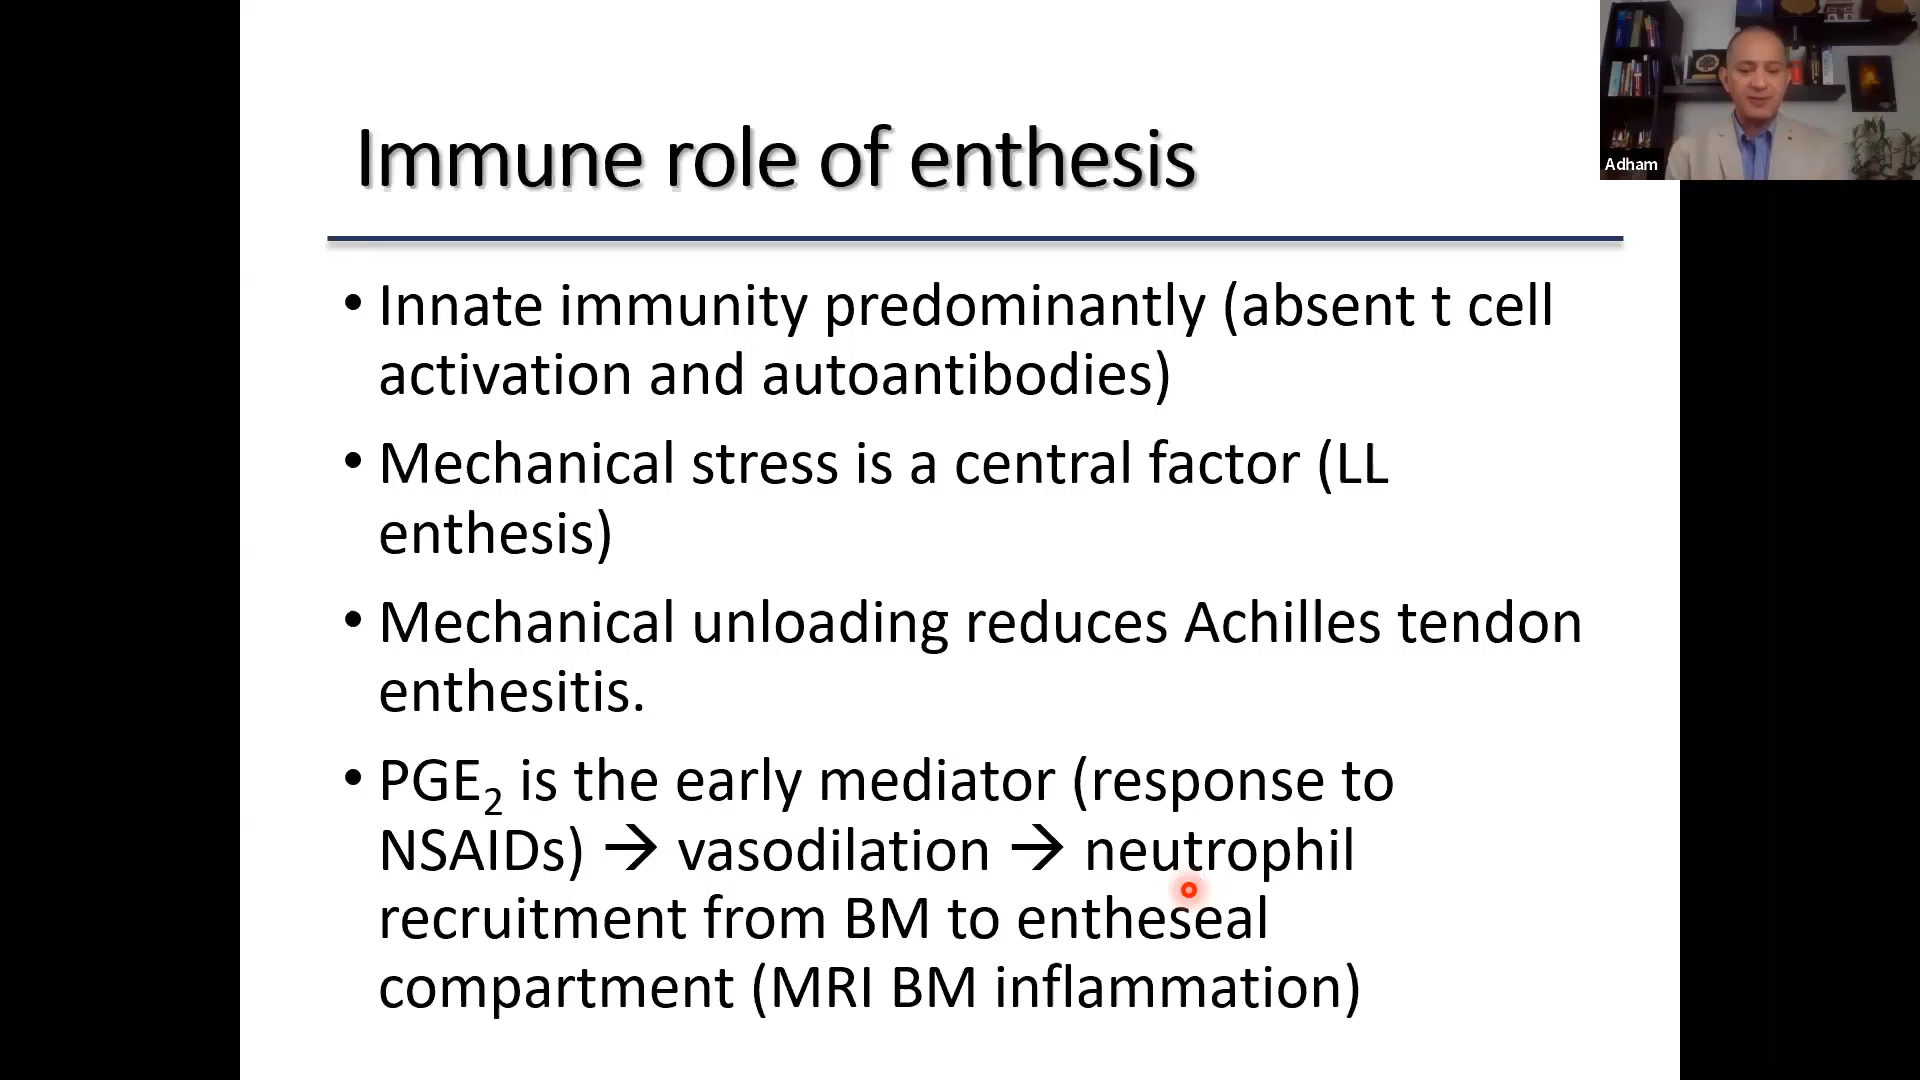 Adham
Immune role of enthesis
• Innate immunity predominantly (absent t cell
activation and autoantibodies)
• Mechanical stress is a central factor (LL
enthesis)
• Mechanical unloading reduces Achilles tendon
enthesitis.
• PGE₂ is the early mediator (response to
NSAIDs) → vasodilation → neutrophil
recruitment from BM to entheseal
compartment (MRI BM inflammation)